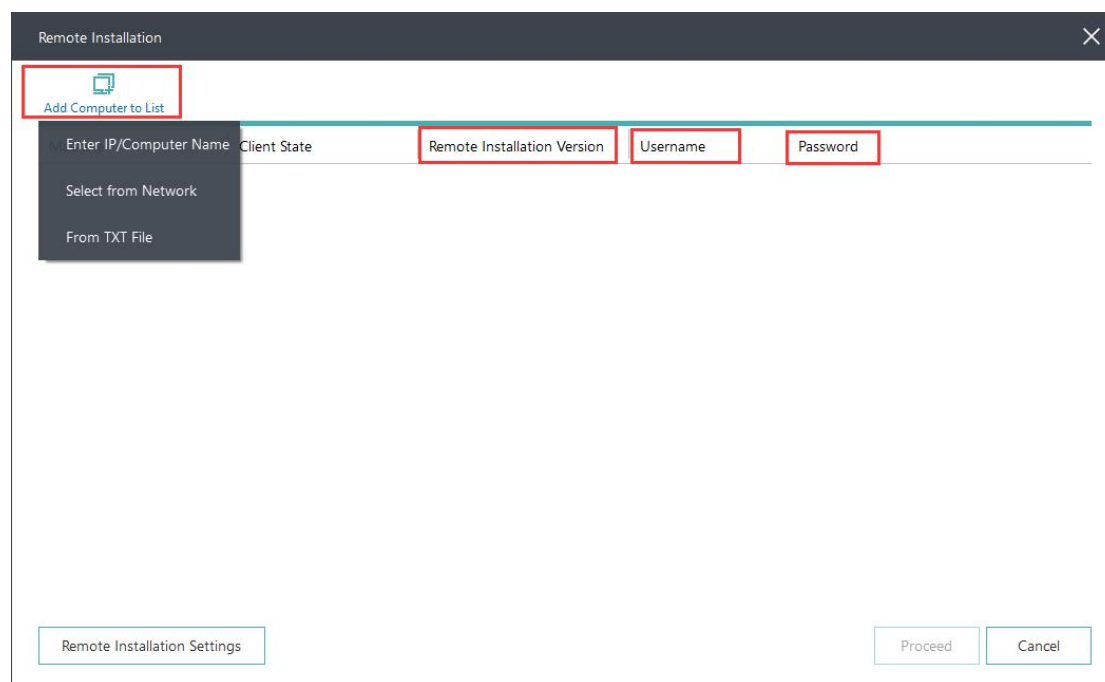 Remote Installation
Add Computer to List
Enter IP/Computer Name
Client State
Remote Installation Version
Username
Password
Select from Network
From TXT File
Remote Installation Settings
Proceed
Cancel